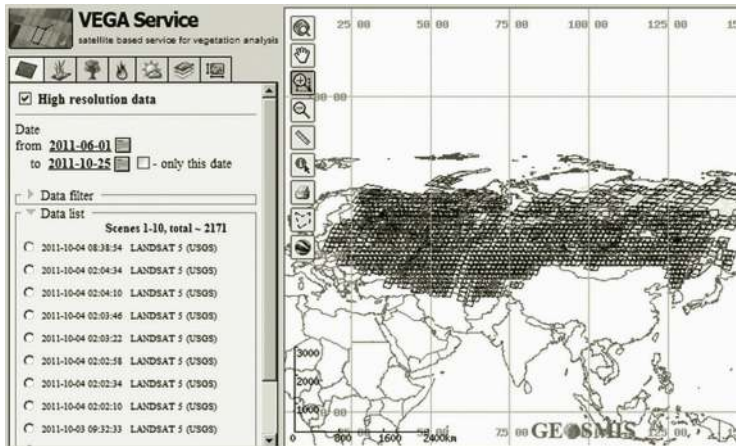 VEGA Service
satellite based service for vegetation analysis
High resolution data
Date
from 2011-06-01
to 2011-10-25 - only this date
Data filter
Data list
Scenes 1-10, total ~ 2171
2011-10-04 08:38:54 LANDSAT 5 (USGS)
2011-10-04 02:04:34 LANDSAT 5 (USGS)
2011-10-04 02:04:10 LANDSAT 5 (USGS)
2011-10-04 02:03:46 LANDSAT 5 (USGS)
2011-10-04 02:03:22 LANDSAT 5 (USGS)
2011-10-04 02:02:58 LANDSAT 5 (USGS)
2011-10-04 02:02:34 LANDSAT 5 (USGS)
2011-10-04 02:02:10 LANDSAT 5 (USGS)
2011-10-03 09:32:33 LANDSAT 5 (USGS)
25 00 50 00 75 00 100 00 125 00
3000
2000
1000
0 800 1600 2400km
75 00 GEOSMIS 125 00